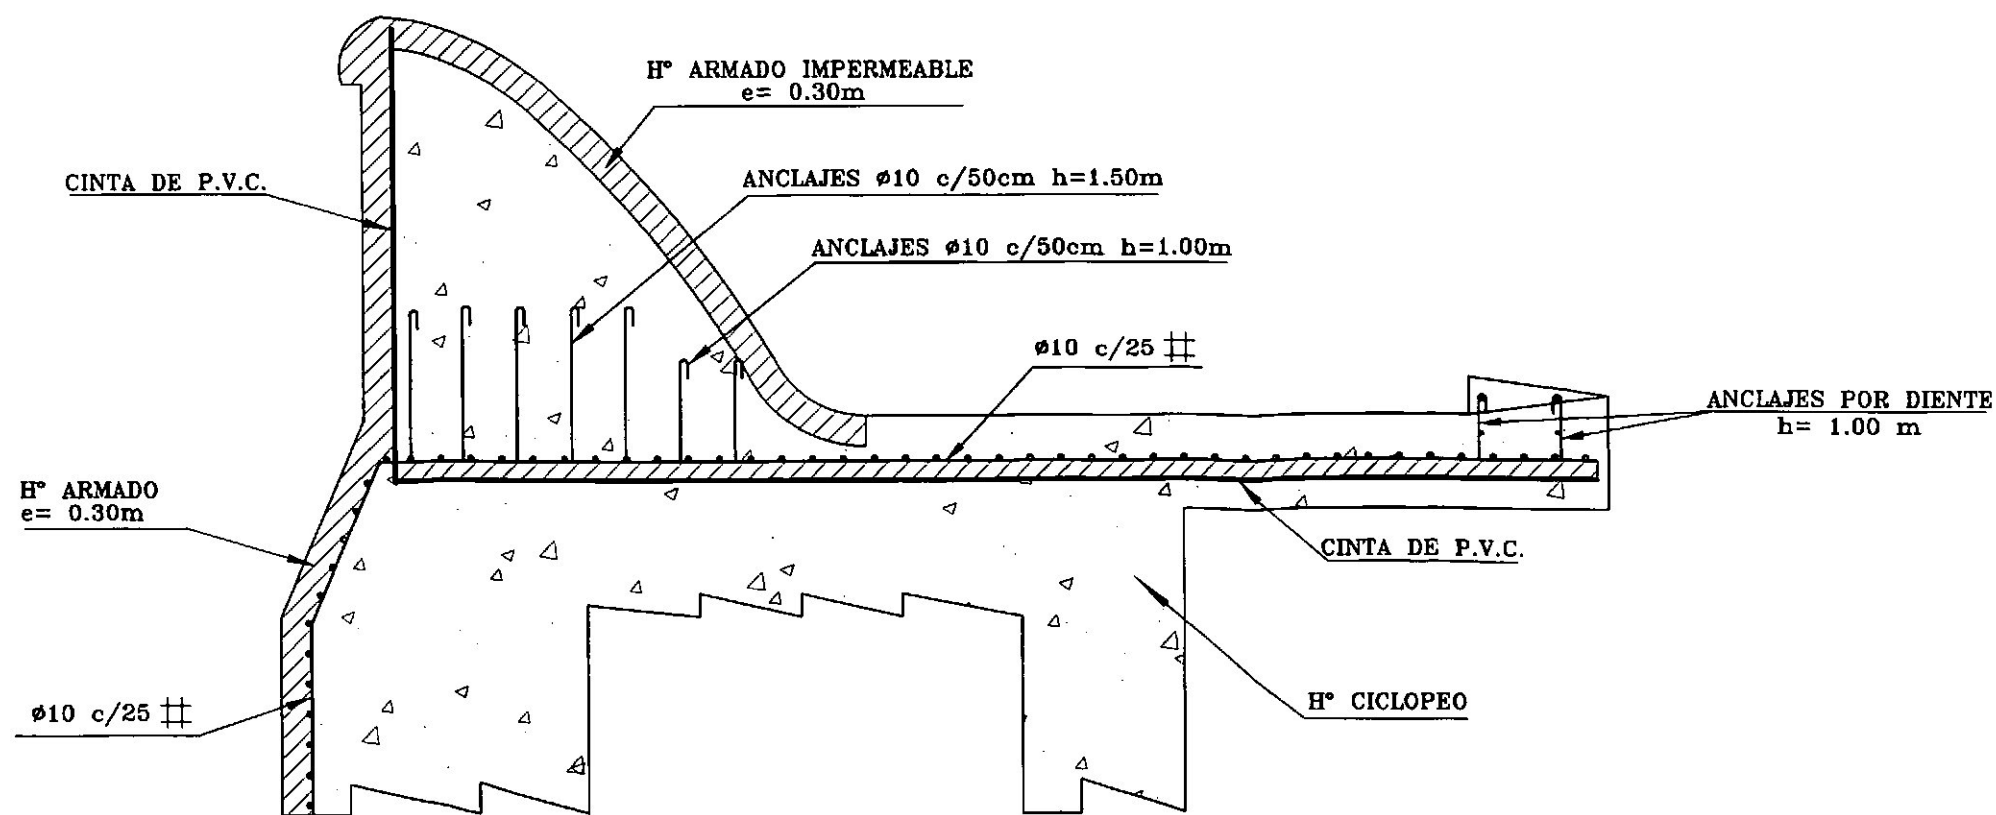 H° ARMADO IMPERMEABLE
e= 0.30m
CINTA DE P.V.C.
ANCLAJES ø10 c/50cm h=1.50m
ANCLAJES ø10 c/50cm h=1.00m
ø10 c/25
ANCLAJES POR DIENTE
h= 1.00 m
H° ARMADO
e= 0.30m
CINTA DE P.V.C.
H° CICLOPEO
ø10 c/25